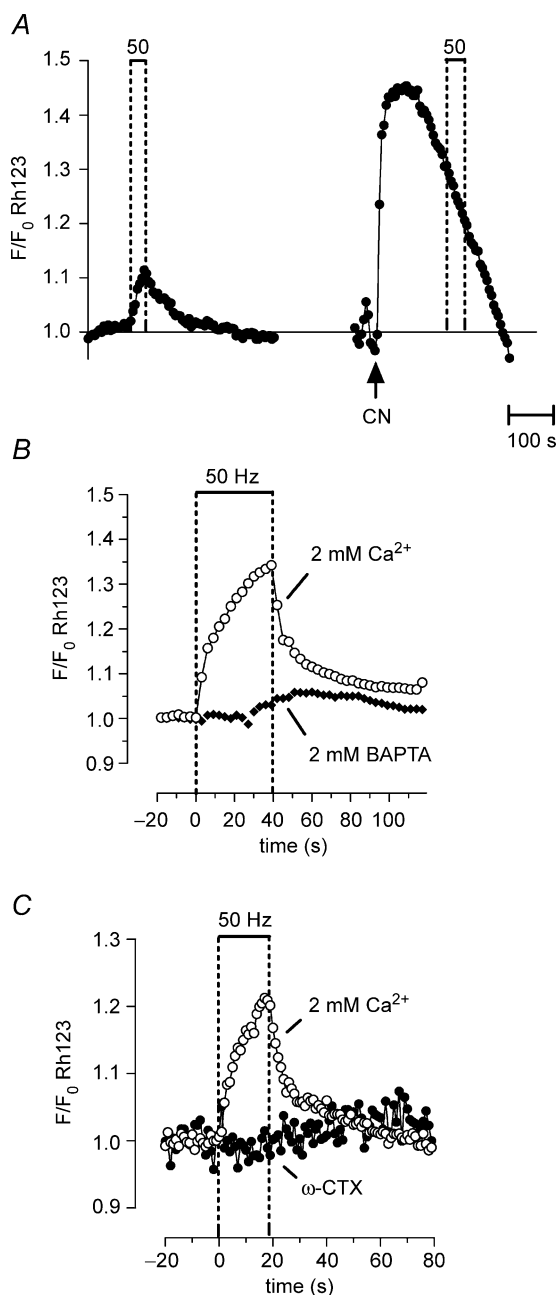 A
50
50
1.5
1.4
1.3
1.2
1.1
1.0
F/F0 Rh123
CN
100 s
B
50 Hz
1.5
1.4
1.3
1.2
1.1
1.0
0.9
F/F0 Rh123
2 mM Ca2+
2 mM BAPTA
−20 0 20 40 60 80 100
time (s)
C
50 Hz
1.3
1.2
1.1
1.0
0.9
F/F0 Rh123
2 mM Ca2+
ω-CTX
−20 0 20 40 60 80
time (s)